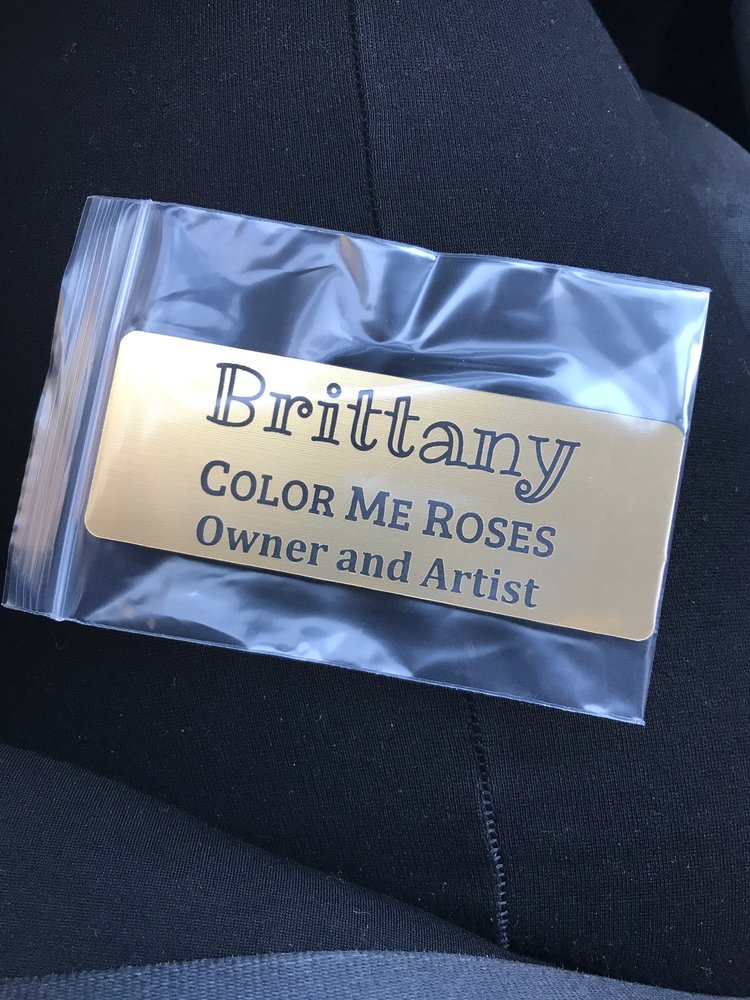 Brittany
COLOR ME ROSES
Owner and Artist